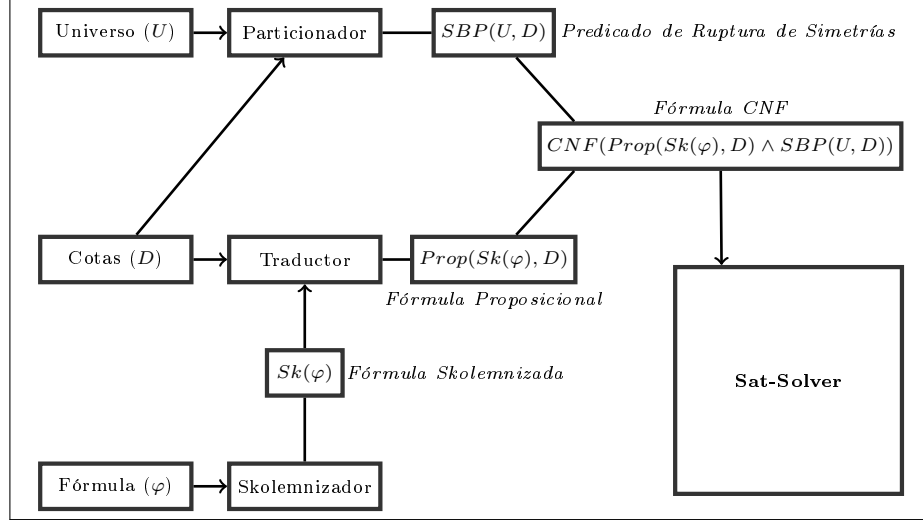 Universo (U)
Particionador
SBP(U, D)
Predicado de Ruptura de Simetrías
Fórmula CNF
CNF(Prop(Sk(φ), D) ∧ SBP(U, D))
Cotas (D)
Traductor
Prop(Sk(φ), D)
Fórmula Proposicional
Sk(φ)
Fórmula Skolemnizada
Sat-Solver
Fórmula (φ)
Skolemnizador